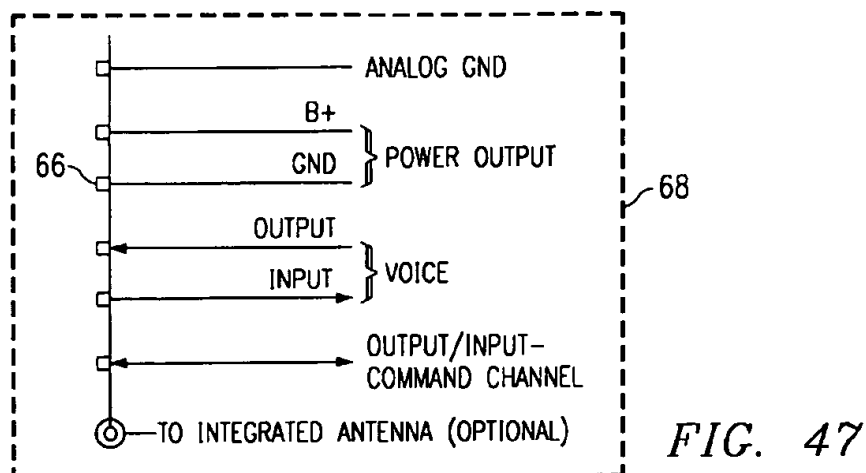 ANALOG GND
B+
66
GND
POWER OUTPUT
68
OUTPUT
INPUT
VOICE
OUTPUT/INPUT-
COMMAND CHANNEL
TO INTEGRATED ANTENNA (OPTIONAL)
FIG. 47